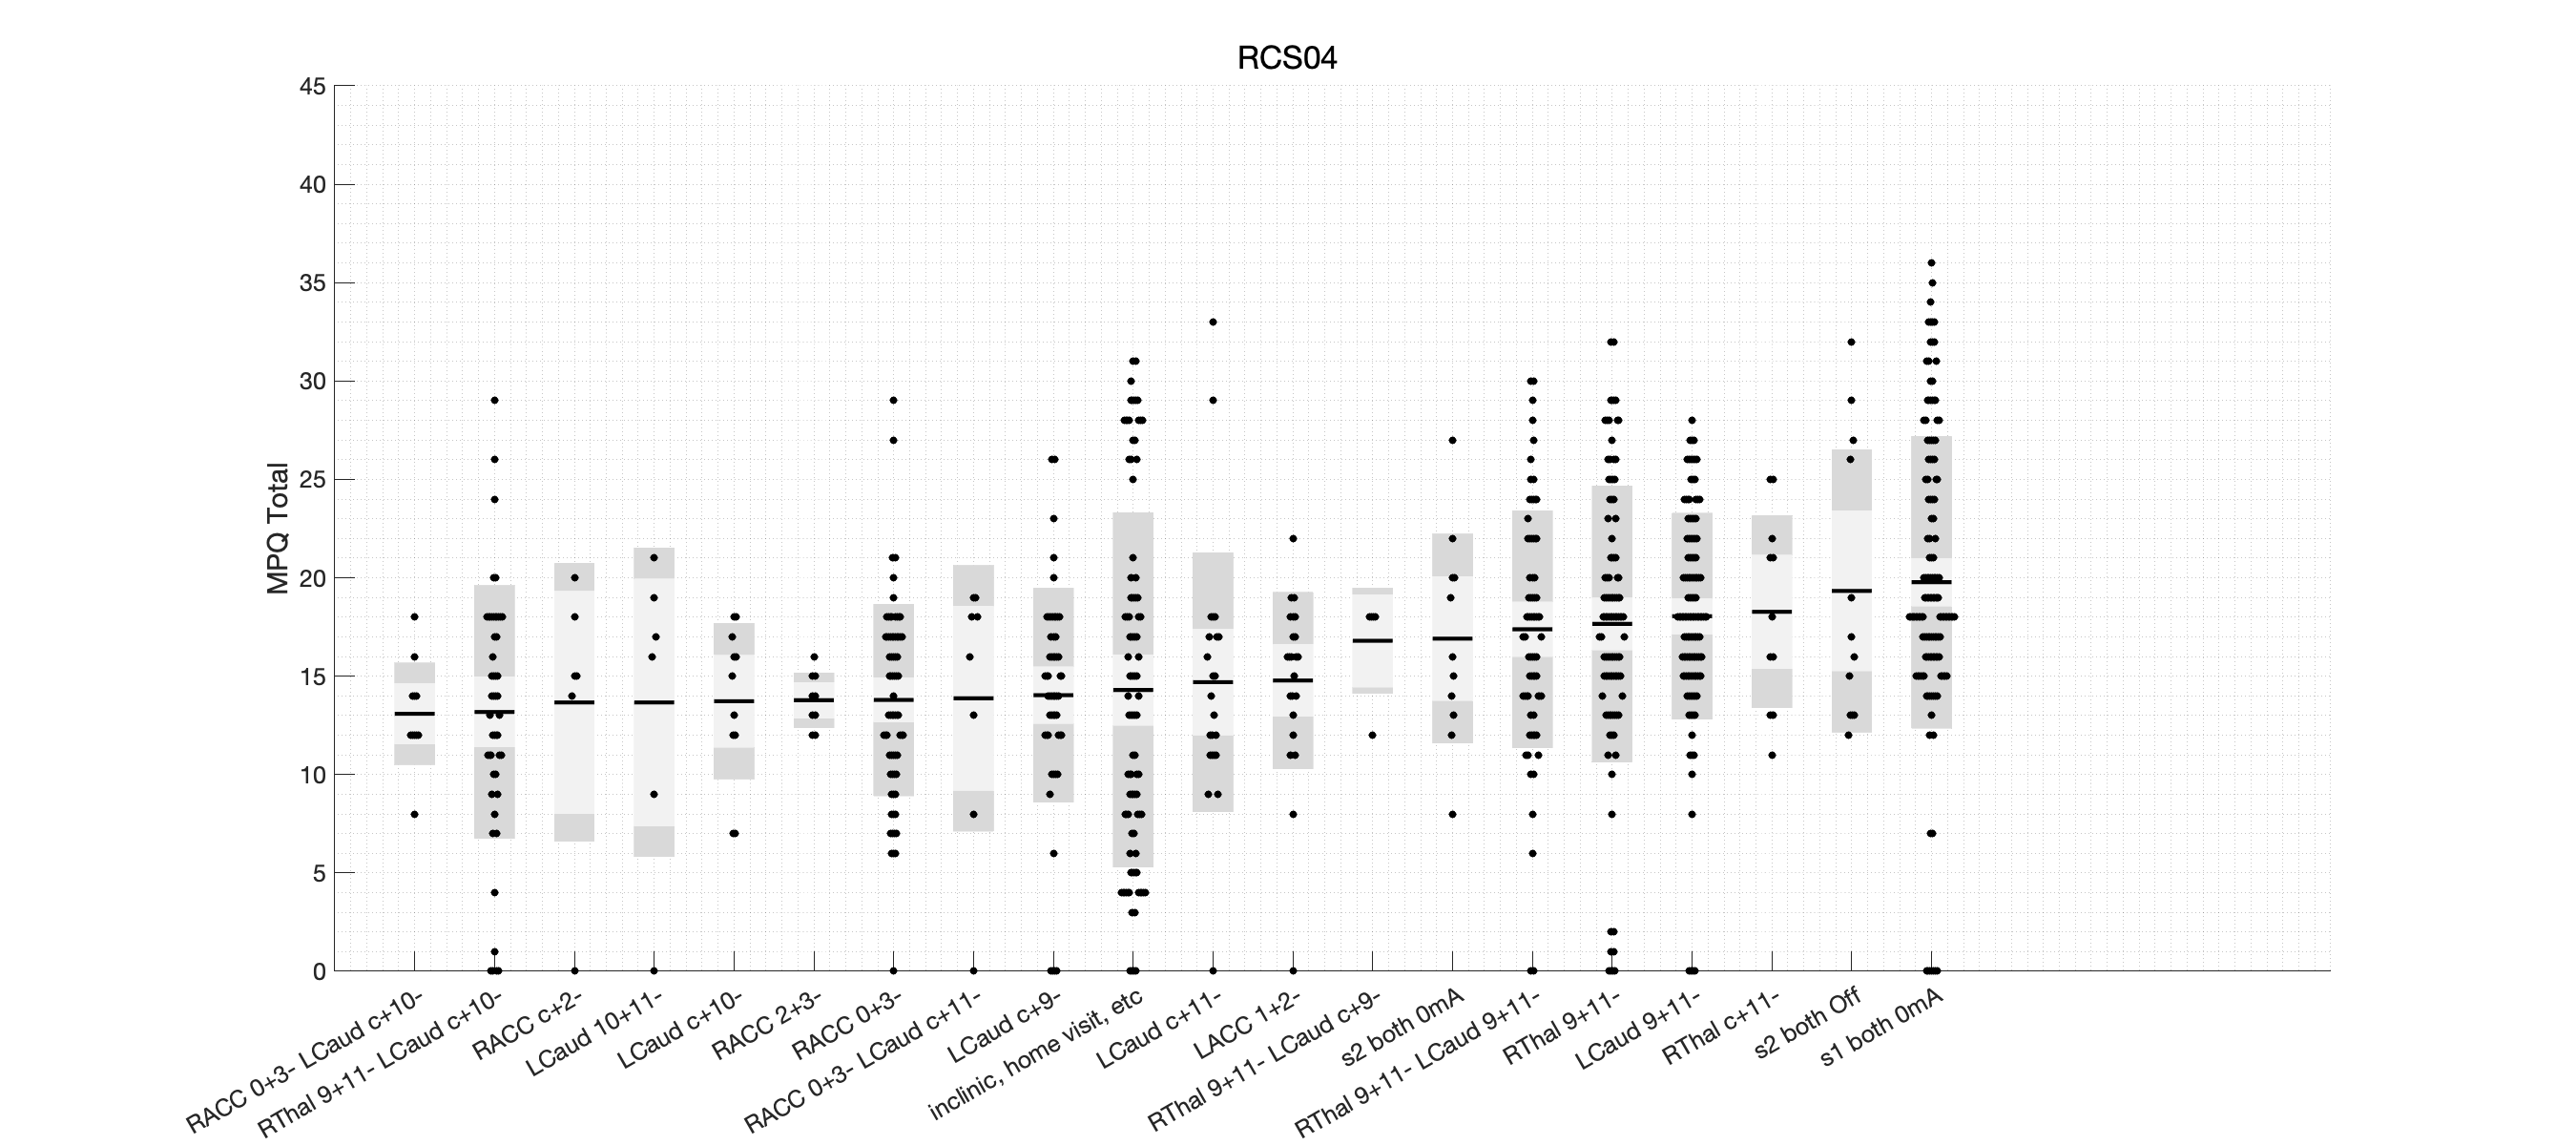 RCS04
MPQ Total
45
40
35
30
25
20
15
10
5
0
RACC 0+3- LCaud c+10-
RThal 9+11- LCaud c+10-
RACC c+2-
LCaud 10+11-
LCaud c+10-
RACC 2+3-
RACC 0+3-
RACC 0+3- LCaud c+11-
LCaud c+9-
inclinic, home visit, etc
LCaud c+11-
LACC 1+2-
RThal 9+11- LCaud c+9-
s2 both 0mA
RThal 9+11- LCaud 9+11-
RThal 9+11-
LCaud 9+11-
RThal c+11-
s2 both Off
s1 both 0mA